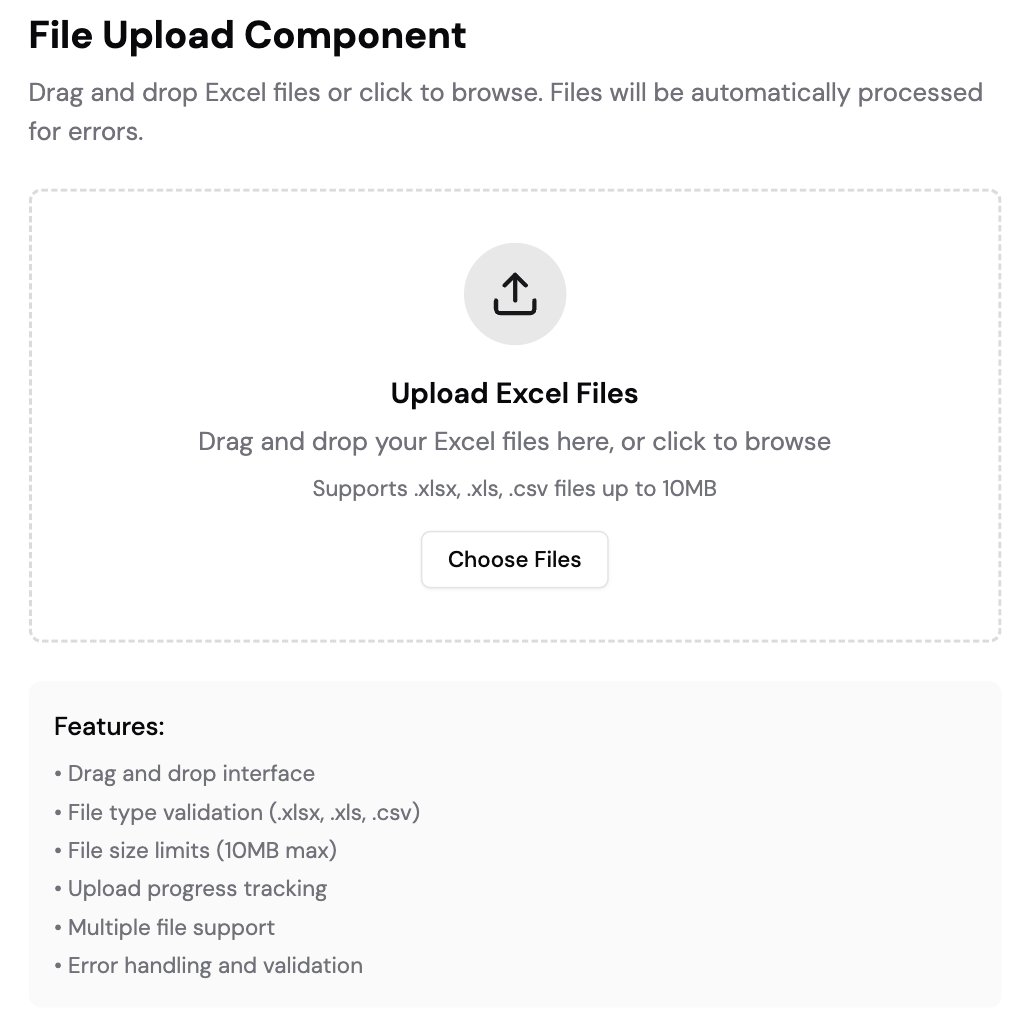 File Upload Component
Drag and drop Excel files or click to browse. Files will be automatically processed
for errors.
Upload Excel Files
Drag and drop your Excel files here, or click to browse
Supports .xlsx, .xls, .csv files up to 10MB
Choose Files
Features:
• Drag and drop interface
• File type validation (.xlsx, .xls, .csv)
• File size limits (10MB max)
• Upload progress tracking
• Multiple file support
• Error handling and validation